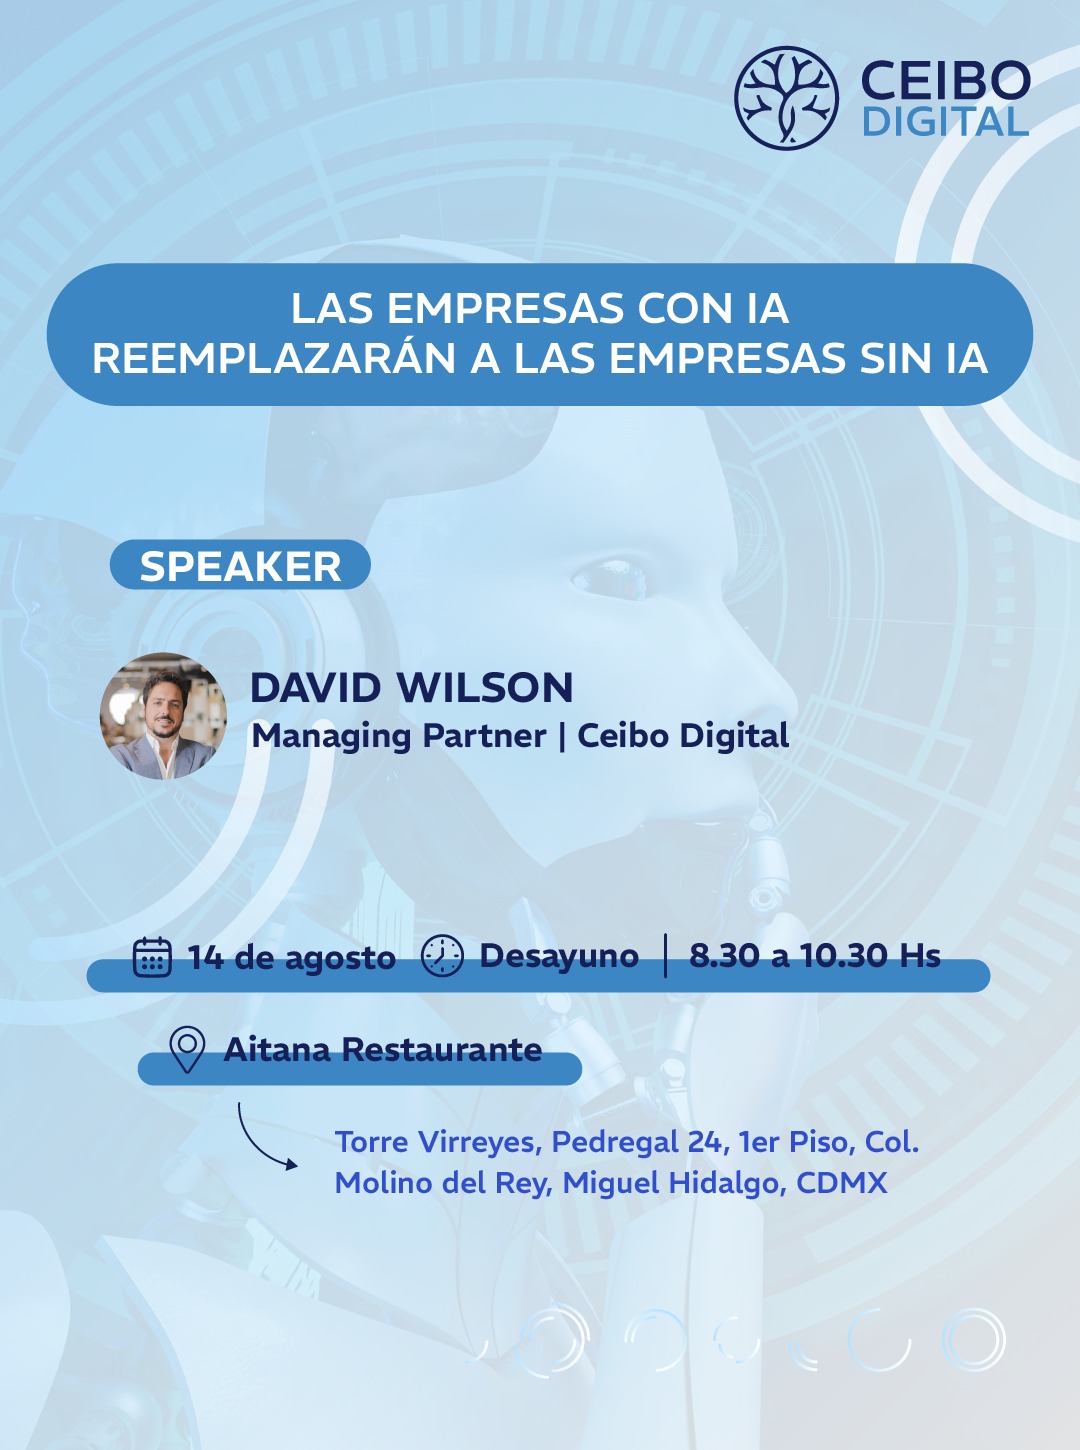 CEIBO
DIGITAL
LAS EMPRESAS CON IA
REEMPLAZARÁN A LAS EMPRESAS SIN IA
SPEAKER
DAVID WILSON
Managing Partner | Ceibo Digital
14 de agosto Desayuno | 8.30 a 10.30 Hs
Aitana Restaurante
Torre Virreyes, Pedregal 24, 1er Piso, Col.
Molino del Rey, Miguel Hidalgo, CDMX